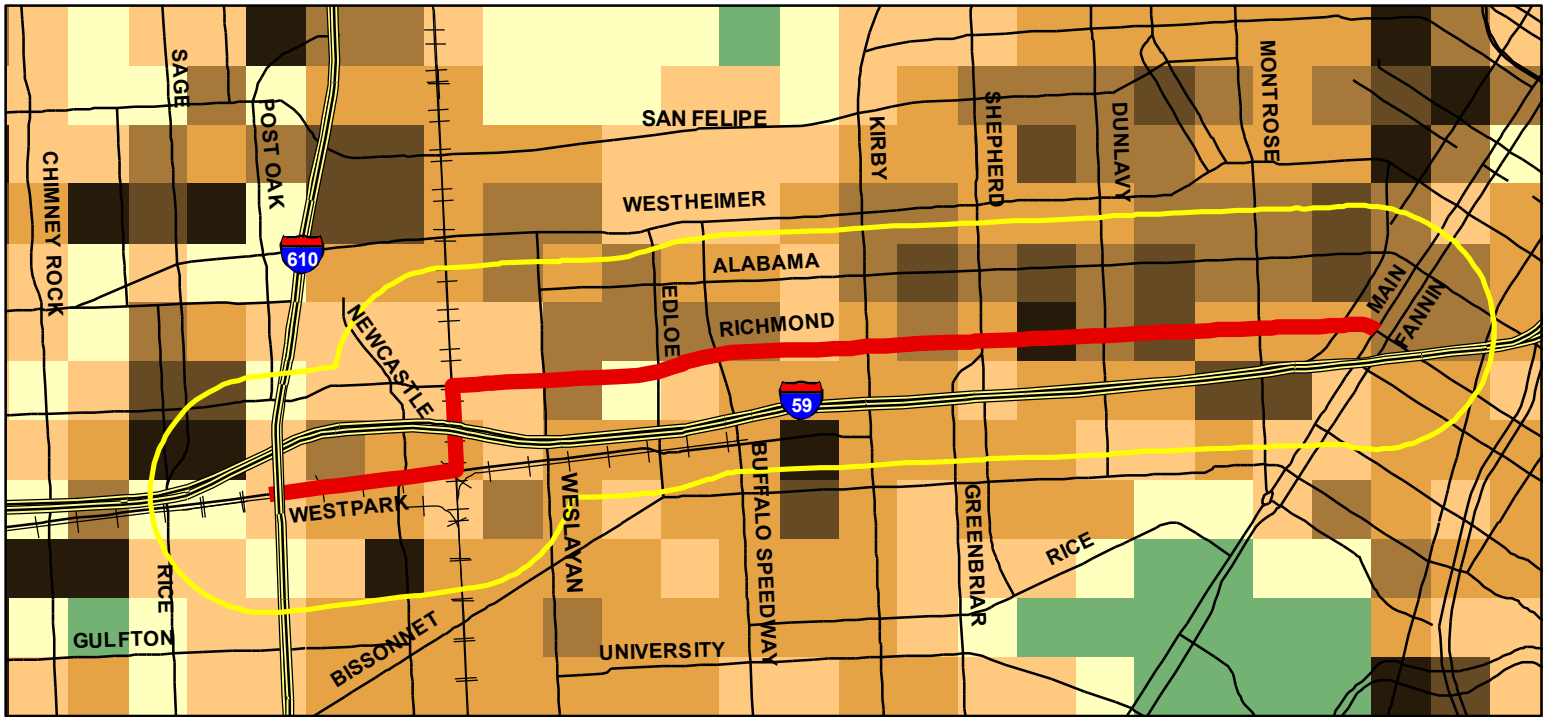 SAGE
POST OAK
CHIMNEY ROCK
SAN FELIPE
KIRBY
SHEPHERD
DUNLAVY
MONTROSE
WESTHEIMER
610
ALABAMA
EDLOE
RICHMOND
MAIN
FANNIN
NEWCASTLE
59
WESTPARK
WESLAYAN
BUFFALO SPEEDWAY
GREENBRIAR
RICE
RICE
GULFTON
BISSONNET
UNIVERSITY